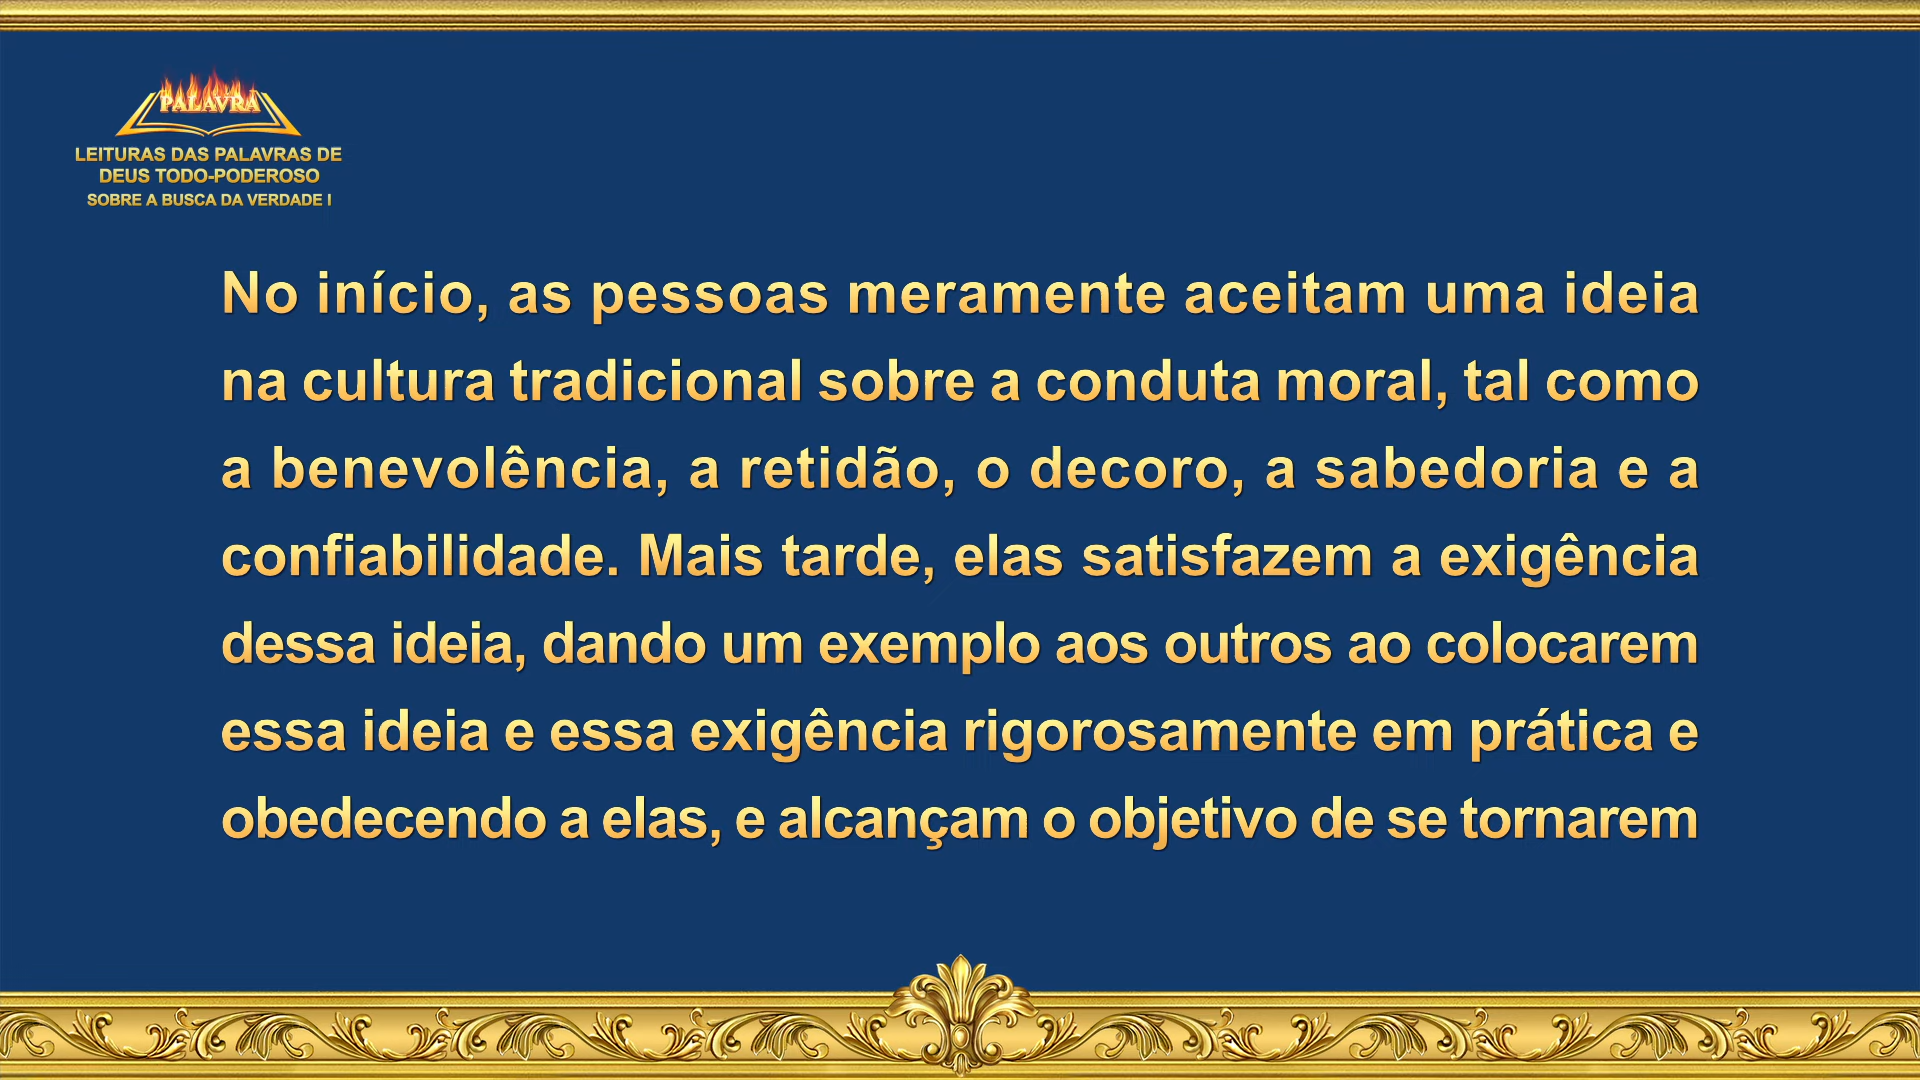 PALAVRA
LEITURAS DAS PALAVRAS DE
DEUS TODO-PODEROSO
SOBRE A BUSCA DA VERDADE I
No início, as pessoas meramente aceitam uma ideia
na cultura tradicional sobre a conduta moral, tal como
a benevolência, a retidão, o decoro, a sabedoria e a
confiabilidade. Mais tarde, elas satisfazem a exigência
dessa ideia, dando um exemplo aos outros ao colocarem
essa ideia e essa exigência rigorosamente em prática e
obedecendo a elas, e alcançam o objetivo de se tornarem